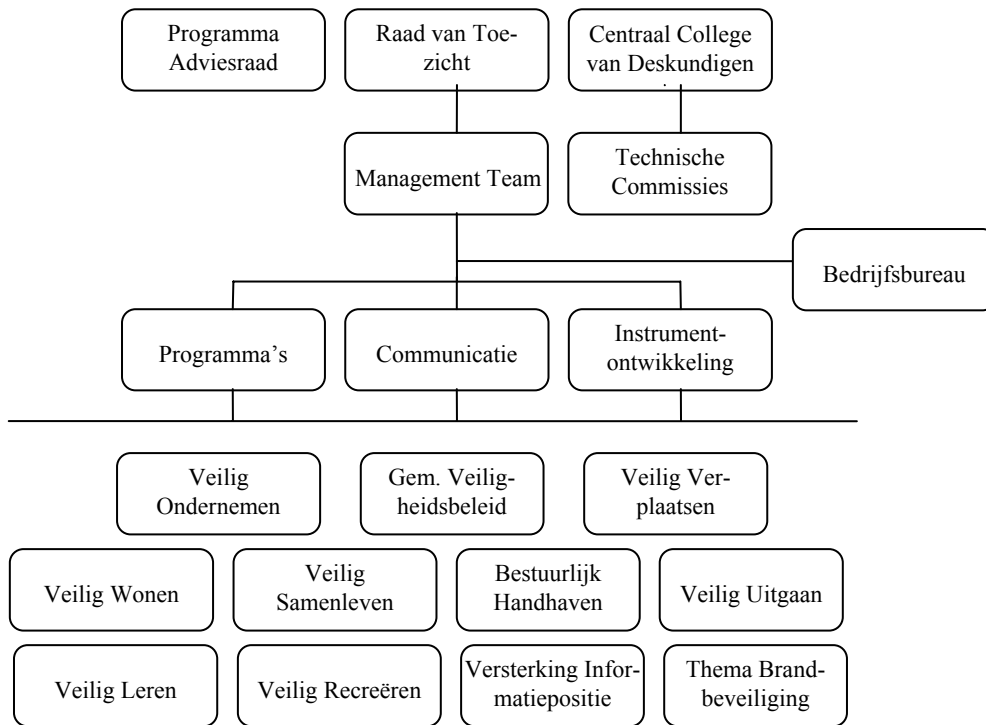 Programma
Adviesraad
Raad van Toe-
zicht
Centraal College
van Deskundigen
.
Management Team
Technische
Commissies
Bedrijfsbureau
Programma’s
Communicatie
Instrument-
ontwikkeling
Veilig
Ondernemen
Gem. Veilig-
heidsbeleid
Veilig Ver-
plaatsen
Veilig Wonen
Veilig
Samenleven
Bestuurlijk
Handhaven
Veilig Uitgaan
Veilig Leren
Veilig Recreëren
Versterking Infor-
matiepositie
Thema Brand-
beveiliging